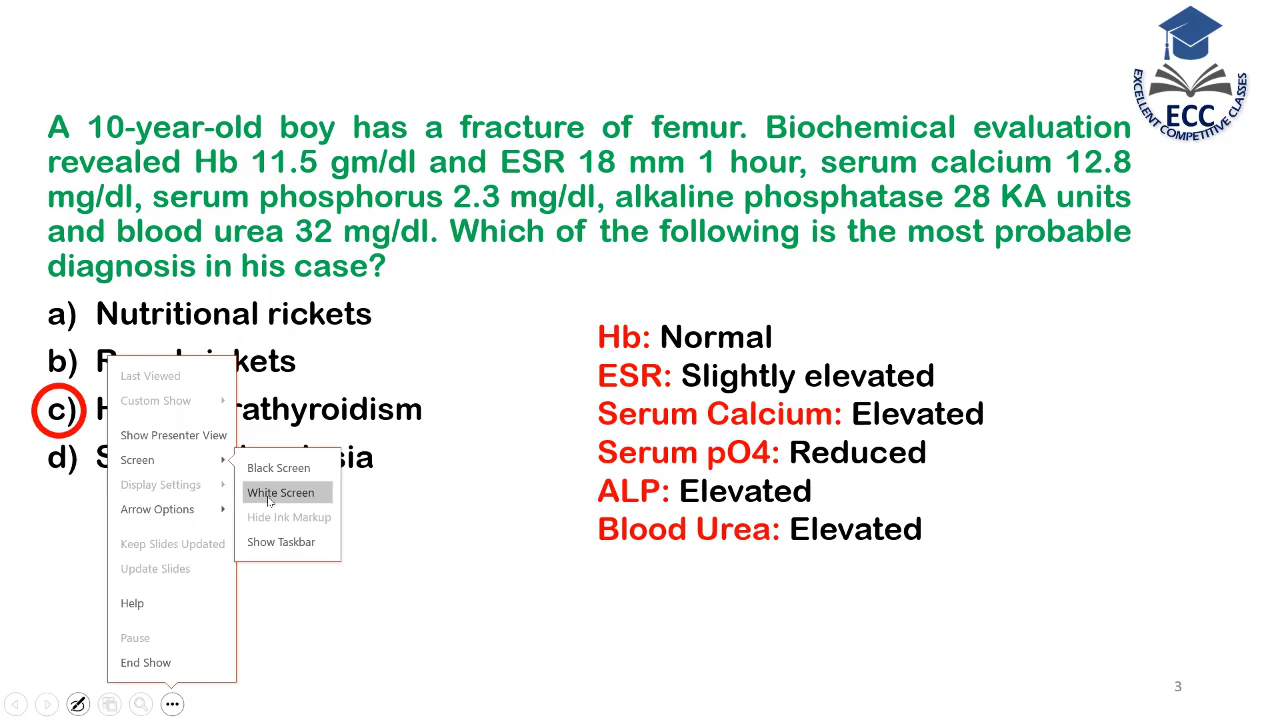 EXCELLENT COMPETITIVE CLASSES
ECC
A 10-year-old boy has a fracture of femur. Biochemical evaluation
revealed Hb 11.5 gm/dl and ESR 18 mm 1 hour, serum calcium 12.8
mg/dl, serum phosphorus 2.3 mg/dl, alkaline phosphatase 28 KA units
and blood urea 32 mg/dl. Which of the following is the most probable
diagnosis in his case?
a) Nutritional rickets
b)
c)
d)
Last Viewed
Custom Show
Show Presenter View
Screen
Display Settings
Arrow Options
Keep Slides Updated
Update Slides
Help
Pause
End Show
Black Screen
White Screen
Hide Ink Markup
Show Taskbar
Hb: Normal
ESR: Slightly elevated
Serum Calcium: Elevated
Serum pO4: Reduced
ALP: Elevated
Blood Urea: Elevated
3